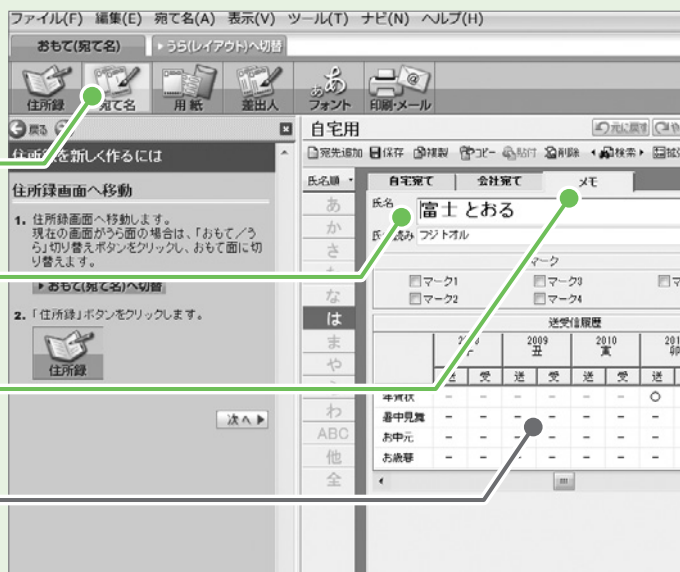 ファイル(F) 編集(E) 宛て名(A) 表示(V) ツール(T) ナビ(N) ヘルプ(H)
おもて(宛て名)
うら(レイアウト)へ切替
住所録
宛て名
用紙
差出人
フォント
印刷・メール
戻る
住所録を新しく作るには
住所録画面へ移動
1. 住所録画面へ移動します。
現在の画面がうら面の場合は、「おもて／う
ら」切り替えボタンをクリックし、おもて面に切
り替えます。
おもて(宛て名)へ切替
2. 「住所録」ボタンをクリックします。
住所録
次へ
自宅用
元に戻す
宛先追加 保存 複製 コピー 貼付 削除 検索
氏名順
あ
か
さ
な
は
ま
や
わ
ABC
他
全
自宅宛て 会社宛て メモ
氏名 富士 とおる
フジ トオル
マーク
マーク1 マーク3
マーク2 マーク4
送受信履歴
2009 2010
丑 寅
送 受 送 受 送 受 送
年賀状 - - - - - - ○
暑中見舞 - - - - - - -
お中元 - - - - - - -
お歳暮 - - - - - - -